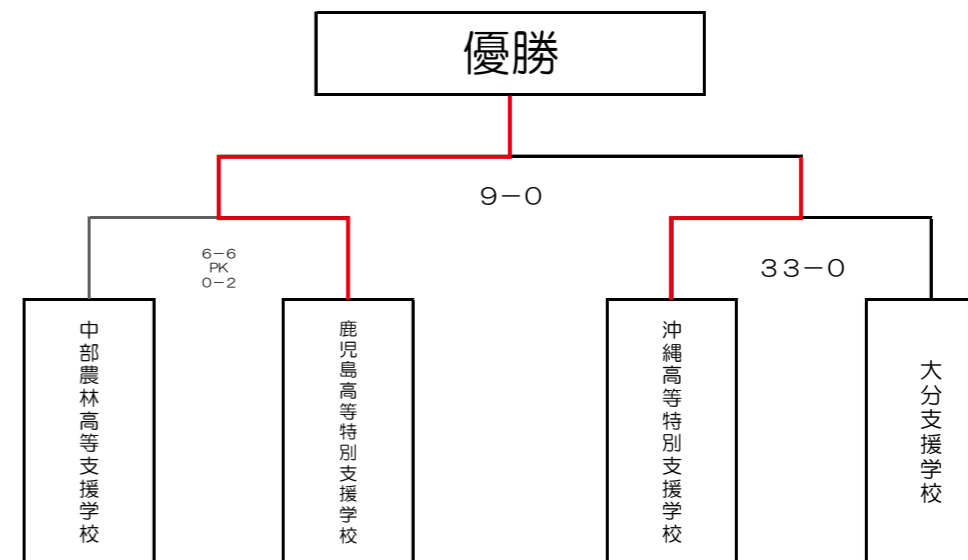 優勝
９－０
６－６
ＰＫ
０－２
３３－０
中部農林高等支援学校
鹿児島高等特別支援学校
沖縄高等特別支援学校
大分支援学校